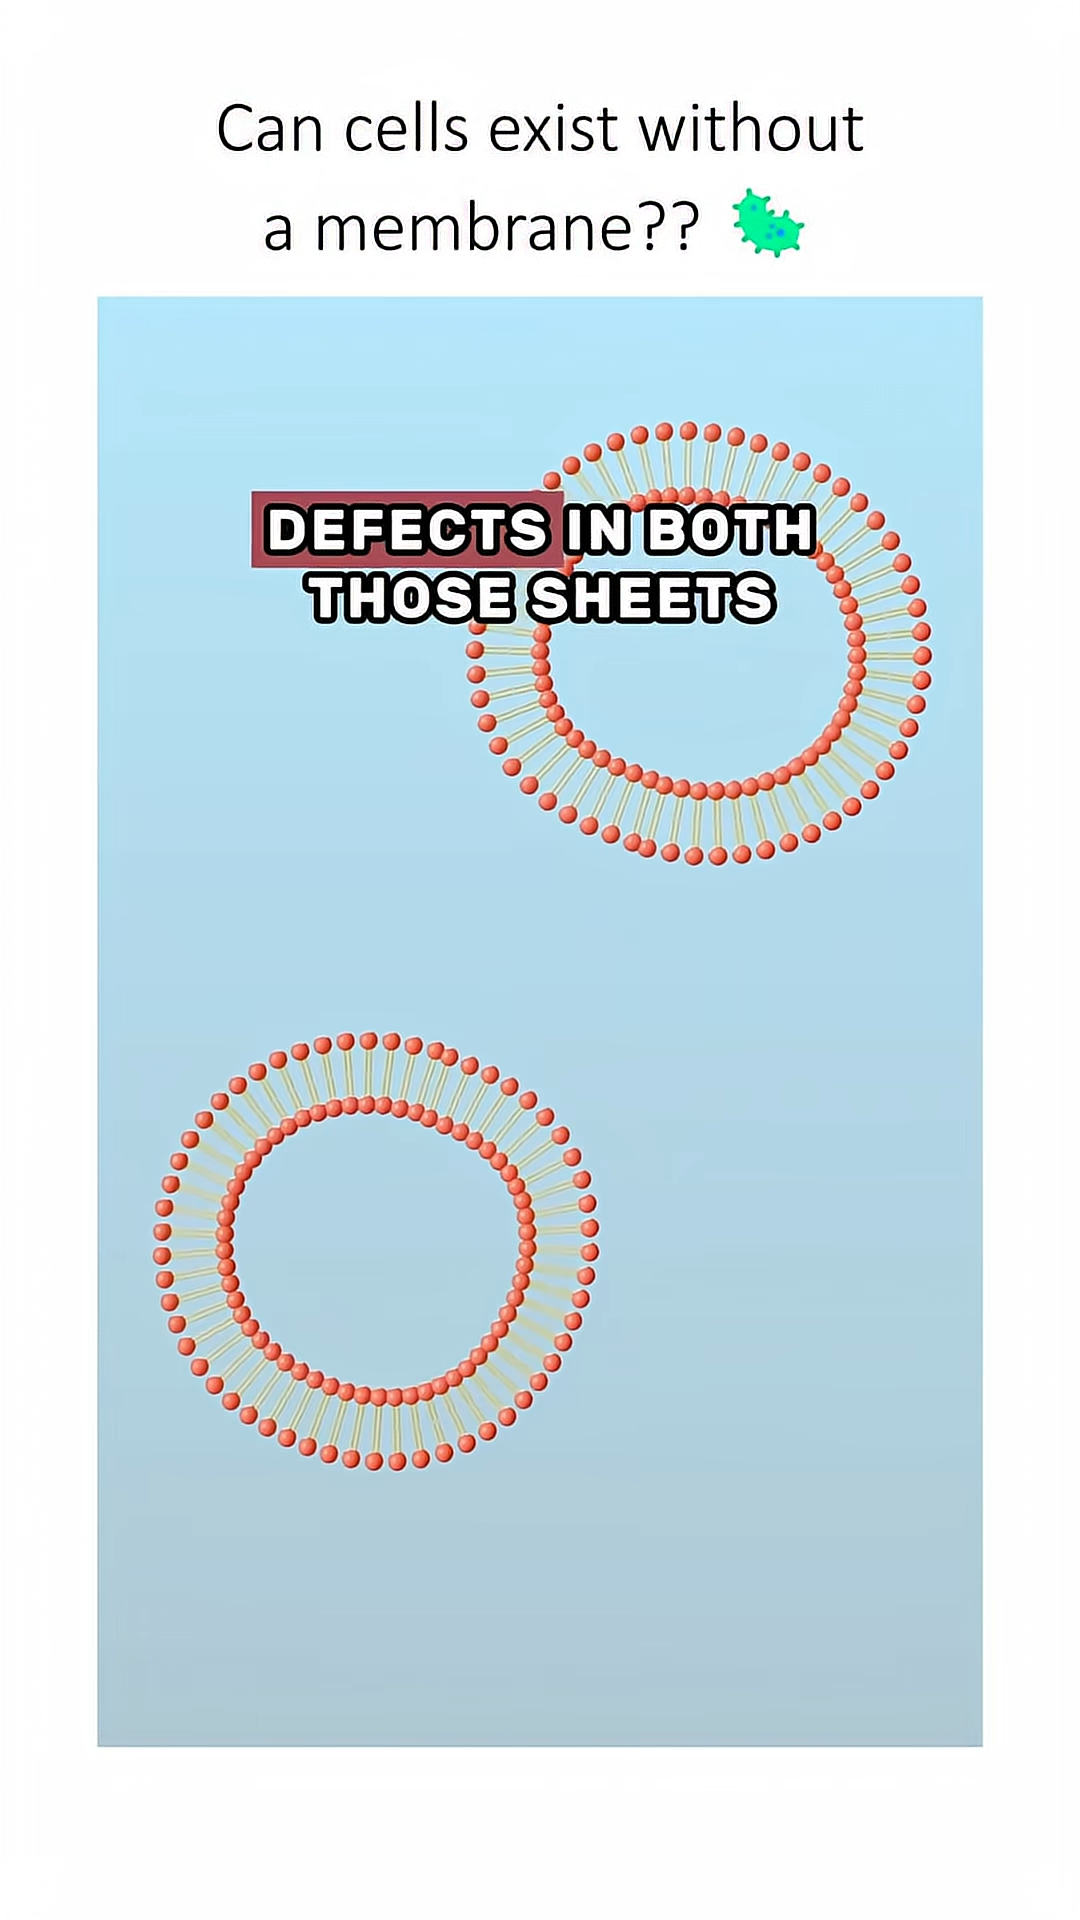 Can cells exist without
a membrane?? 🦠
DEFECTS IN BOTH
THOSE SHEETS